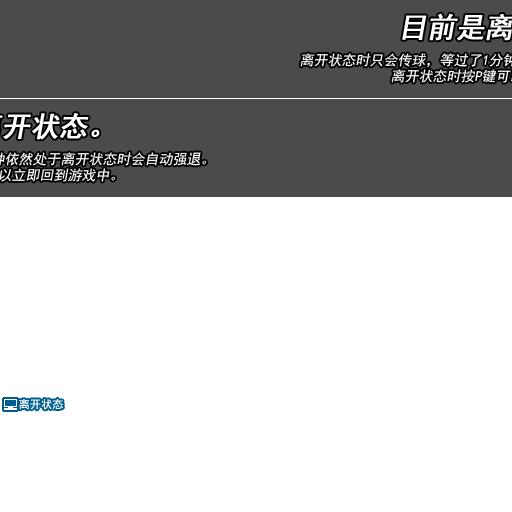 目前是离
离开状态时只会传球，等过了1分钟
离开状态时按P键可
开状态。
钟依然处于离开状态时会自动强退。
以立即回到游戏中。
离开状态